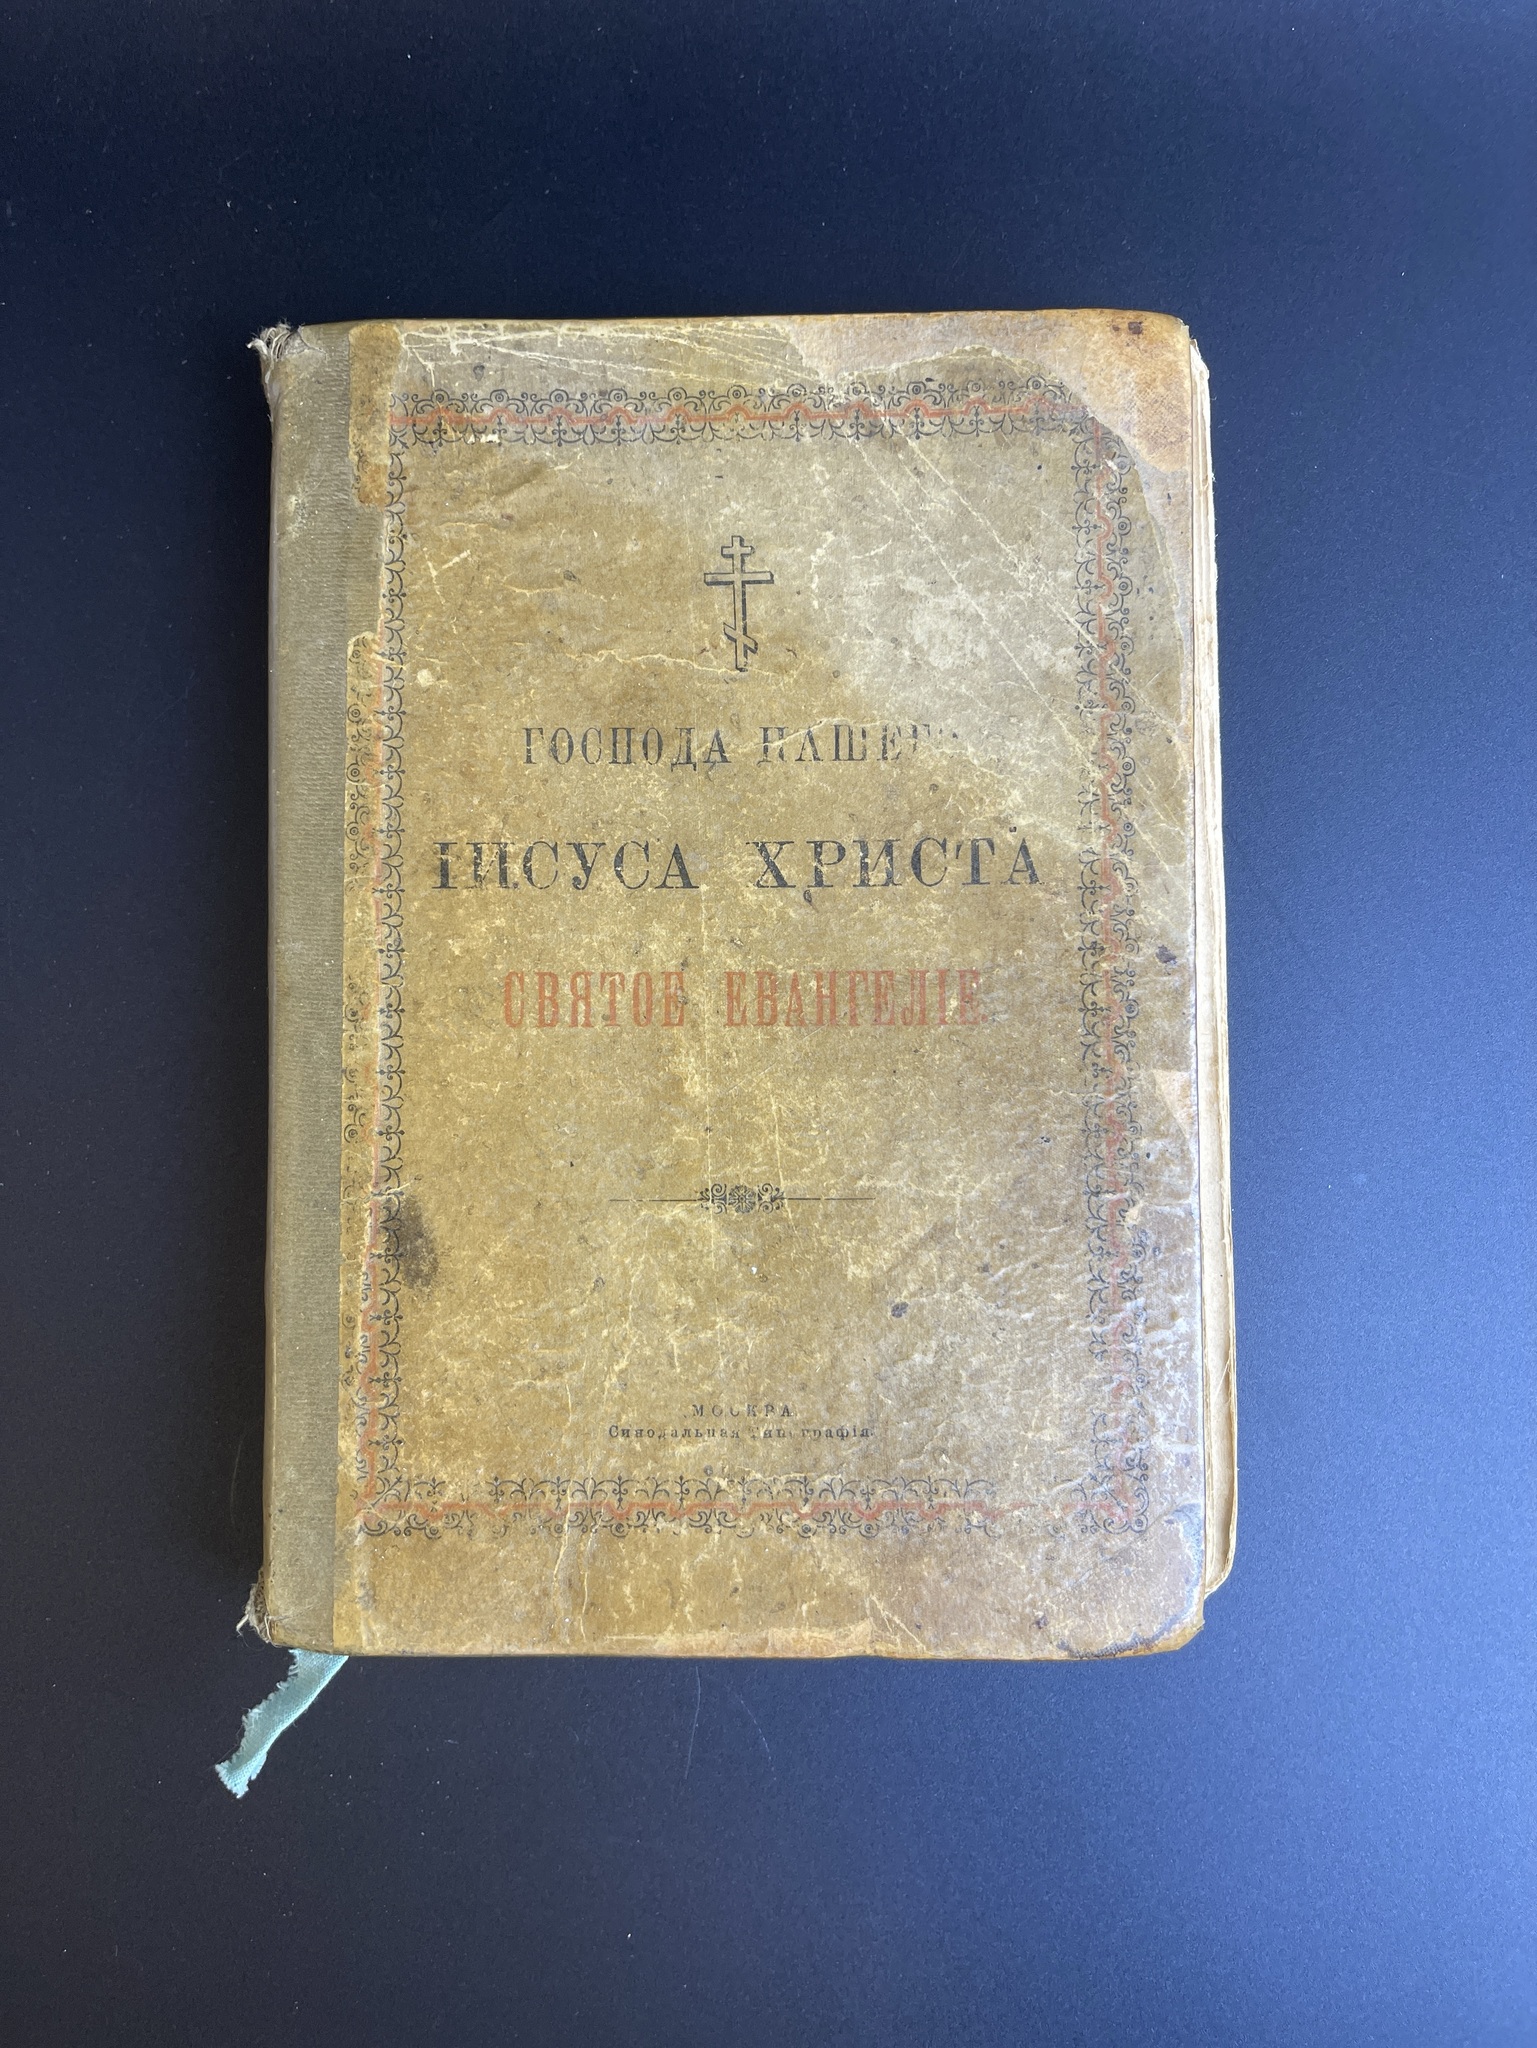 ГОСПОДА НАШЕГО
ІИСУСА ХРИСТА
СВЯТОЕ ЕВАНГЕЛІЕ
МОСКВА.
Синодальная Типографія.